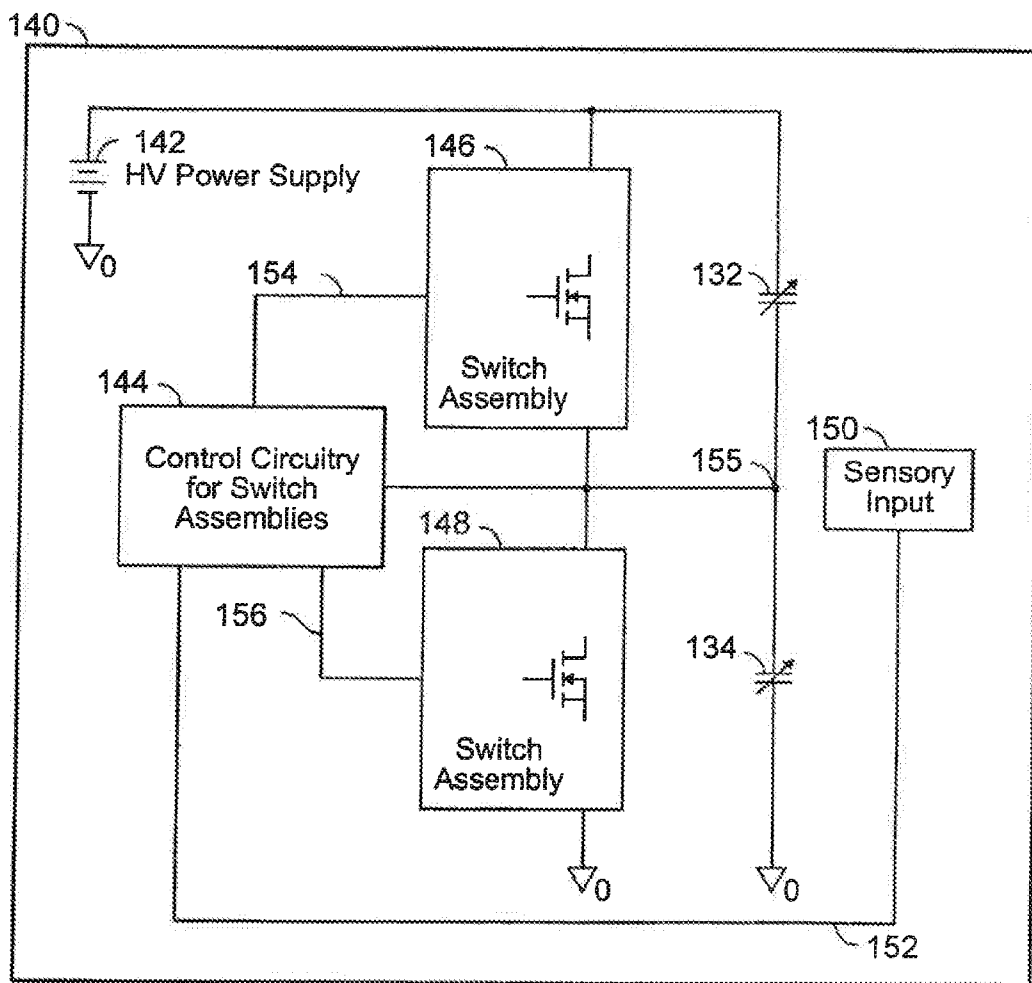 140
142
HV Power Supply
0
146
154
132
Switch
Assembly
144
Control Circuitry
for Switch
Assemblies
155
150
Sensory
Input
148
156
134
Switch
Assembly
0
0
152